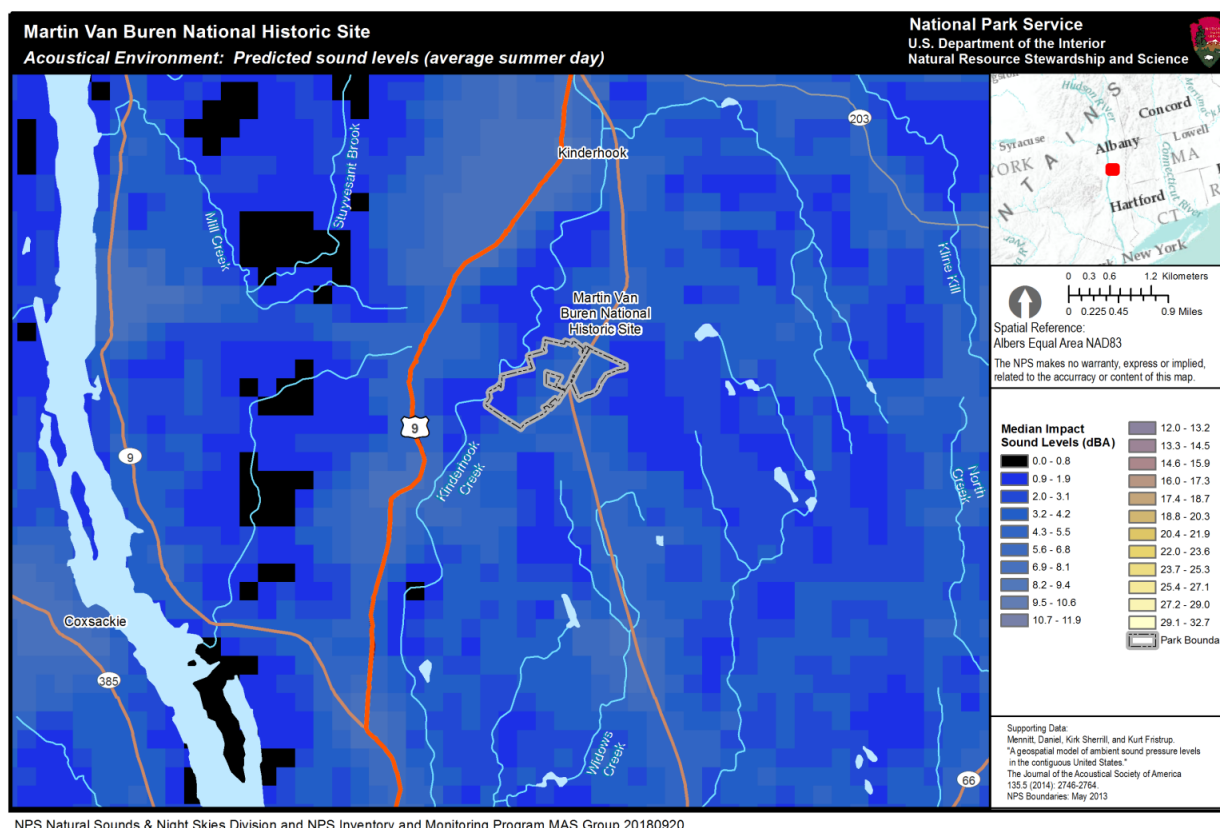 Martin Van Buren National Historic Site
Acoustical Environment:  Predicted sound levels (average summer day)
National Park Service
U.S. Department of the Interior
Natural Resource Stewardship and Science
203
Kinderhook
Stuyvesant Brook
Mill Creek
Kline Kill
Martin Van
Buren National
Historic Site
9
9
Kinderhook
Creek
North
Creek
Coxsackie
385
Widows
Creek
66
Hudson River
Concord
Syracuse
Albany
Lowell
YORK
MA
N T A I N S
Connecticut River
Hartford
CT
New York
0 0.3 0.6 1.2 Kilometers
0 0.225 0.45 0.9 Miles
Spatial Reference:
Albers Equal Area NAD83
The NPS makes no warranty, express or implied,
related to the accurracy or content of this map.
Median Impact
Sound Levels (dBA)
0.0 - 0.8
0.9 - 1.9
2.0 - 3.1
3.2 - 4.2
4.3 - 5.5
5.6 - 6.8
6.9 - 8.1
8.2 - 9.4
9.5 - 10.6
10.7 - 11.9
12.0 - 13.2
13.3 - 14.5
14.6 - 15.9
16.0 - 17.3
17.4 - 18.7
18.8 - 20.3
20.4 - 21.9
22.0 - 23.6
23.7 - 25.3
25.4 - 27.1
27.2 - 29.0
29.1 - 32.7
Park Bounda
Supporting Data:
Mennitt, Daniel, Kirk Sherrill, and Kurt Fristrup.
"A geospatial model of ambient sound pressure levels
in the contiguous United States."
The Journal of the Acoustical Society of America
135.5 (2014): 2746-2764.
NPS Boundaries: May 2013
NPS Natural Sounds & Night Skies Division and NPS Inventory and Monitoring Program MAS Group 20180920